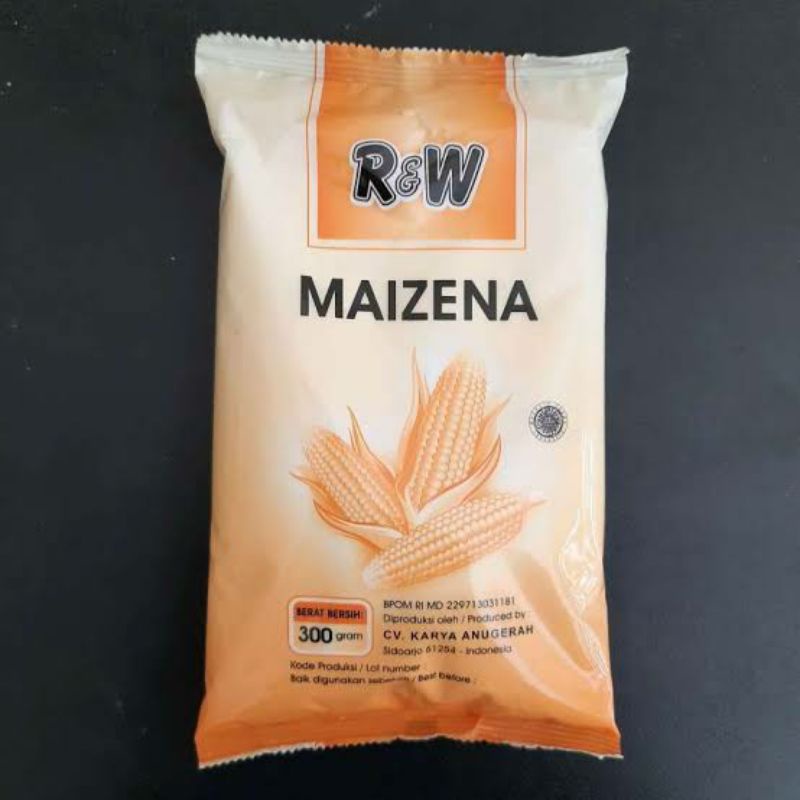 R&W
MAIZENA
BERAT BERSIH:
300 gram
BPOM RI MD 229713031181
Diproduksi oleh / Produced by :
CV. KARYA ANUGERAH
Sidoarjo 61254 - Indonesia
Kode Produksi / Lot number :
Baik digunakan sebelum / Best before :